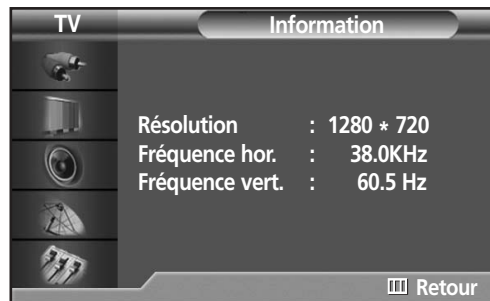 TV
Information
Résolution : 1280 * 720
Fréquence hor. : 38.0KHz
Fréquence vert. : 60.5 Hz
Retour